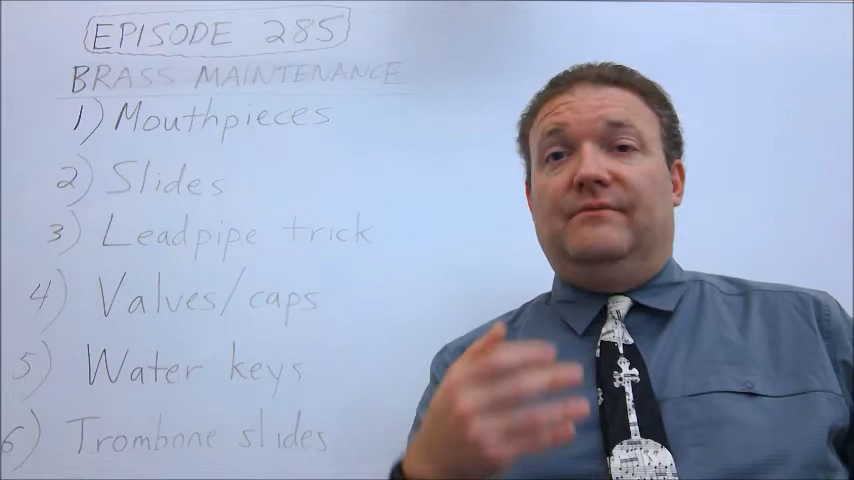 EPISODE 285
BRASS MAINTENANCE
1) Mouthpieces
2) Slides
3) Leadpipe trick
4) Valves/caps
5) Water keys
6) Trombone slides